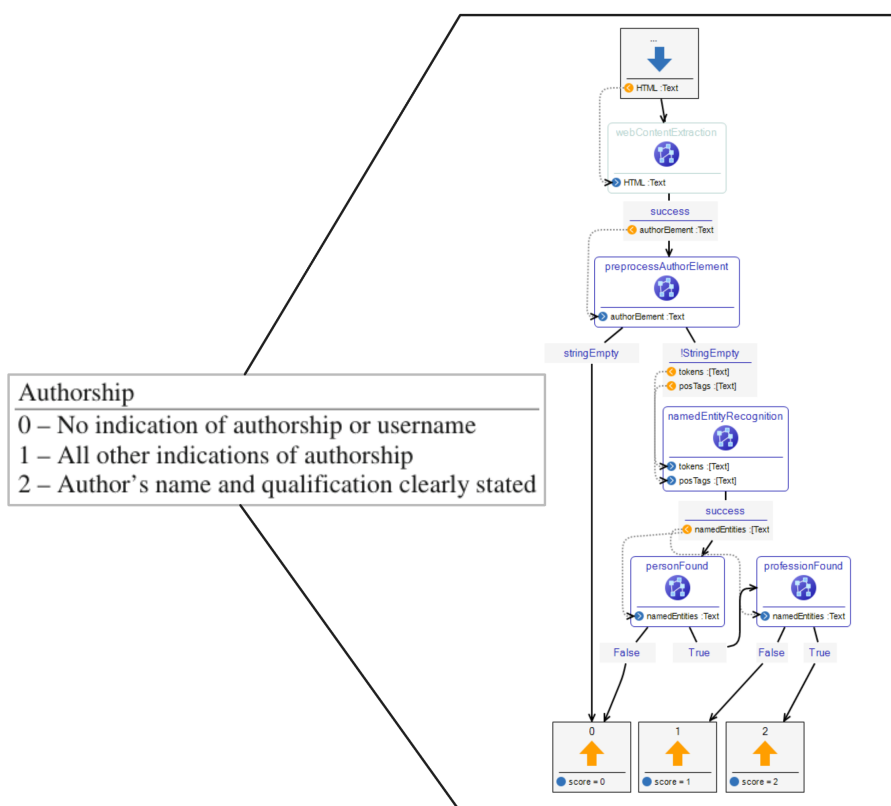 ...
HTML :Text
webContentExtraction
HTML :Text
success
authorElement :Text
preprocessAuthorElement
authorElement :Text
stringEmpty
!StringEmpty
tokens :[Text]
posTags :[Text]
Authorship
0 – No indication of authorship or username
1 – All other indications of authorship
2 – Author's name and qualification clearly stated
namedEntityRecognition
tokens :[Text]
posTags :[Text]
success
namedEntities :[Text
personFound
professionFound
namedEntities :Text
namedEntities :Text
False
True
False
True
0
1
2
score = 0
score = 1
score = 2